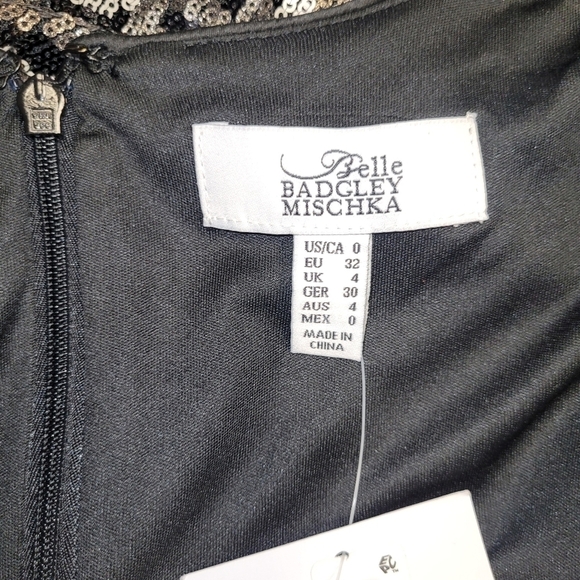 Belle
BADGLEY
MISCHKA
US/CA 0
EU 32
UK 4
GER 30
AUS 4
MEX 0
MADE IN
CHINA